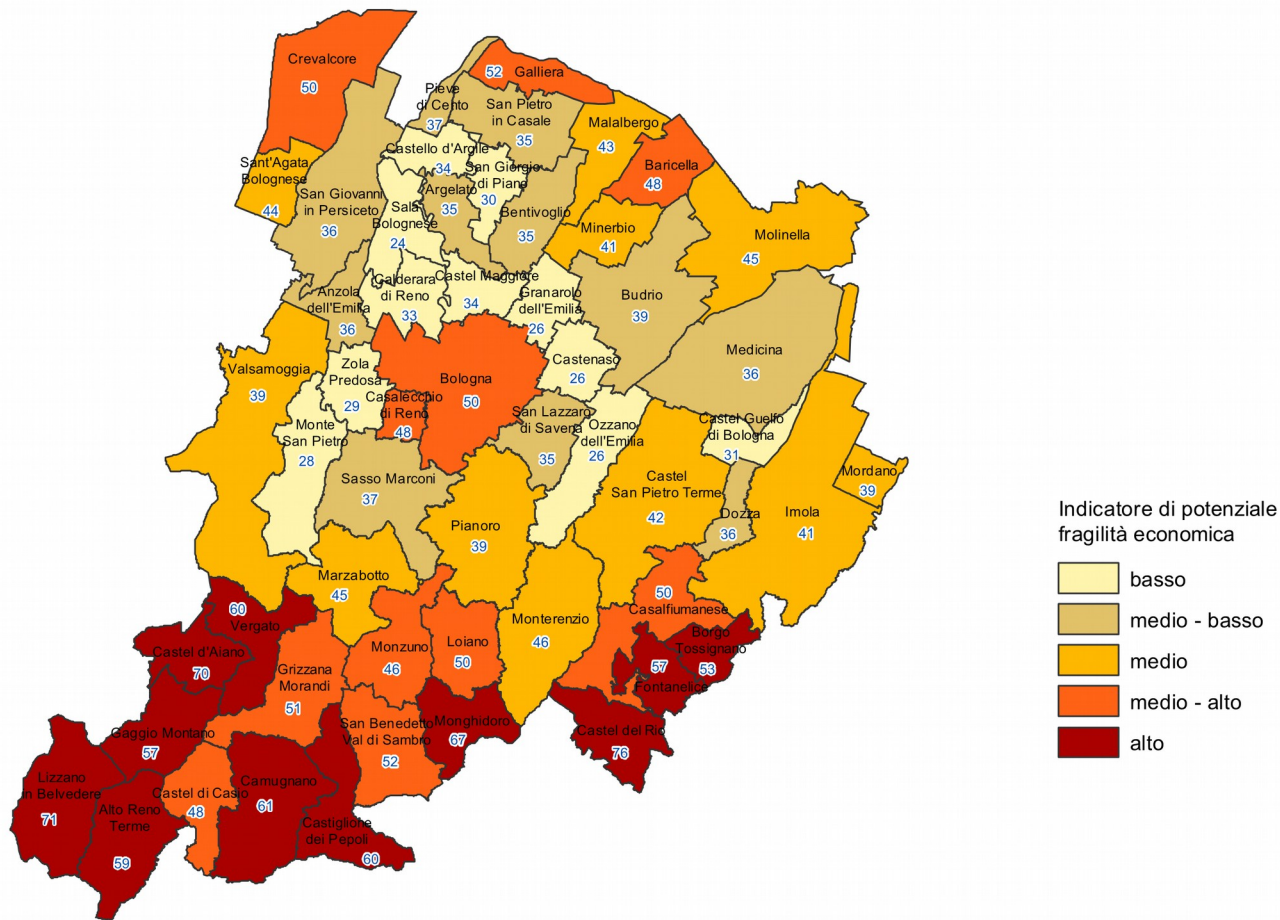 Crevalcore
50
52
Galliera
Pieve
di Cento
37
San Pietro
in Casale
35
Malalbergo
43
Baricella
48
Sant'Agata
Bolognese
44
San Giovanni
in Persiceto
36
Castello d'Argile
34
San Giorgio
di Piano
30
Argelato
35
Bentivoglio
35
Sala
Bolognese
24
Minerbio
41
Molinella
45
Anzola
dell'Emilia
36
Calderara
di Reno
33
Castel Maggiore
34
Granarolo
dell'Emilia
26
Budrio
39
Castenaso
26
Medicina
36
Valsamoggia
39
Zola
Predosa
29
Casalecchio
di Reno
48
Bologna
50
Monte
San Pietro
28
San Lazzaro
di Savena
35
Ozzano
dell'Emilia
26
Castel Guelfo
di Bologna
31
Sasso Marconi
37
Castel
San Pietro Terme
42
Mordano
39
Pianoro
39
Dozza
36
Imola
41
Marzabotto
45
Monterenzio
46
50
Casalfiumanese
60
Vergato
Castel d'Aiano
70
Monzuno
46
Loiano
50
Borgo
Tossignano
53
57
Fontanelice
Grizzana
Morandi
51
San Benedetto
Val di Sambro
52
Monghidoro
67
Castel del Rio
76
Gaggio Montano
57
Lizzano
in Belvedere
71
Alto Reno
Terme
59
Castel di Casio
48
Camugnano
61
Castiglione
dei Pepoli
60
Indicatore di potenziale
fragilità economica
basso
medio - basso
medio
medio - alto
alto